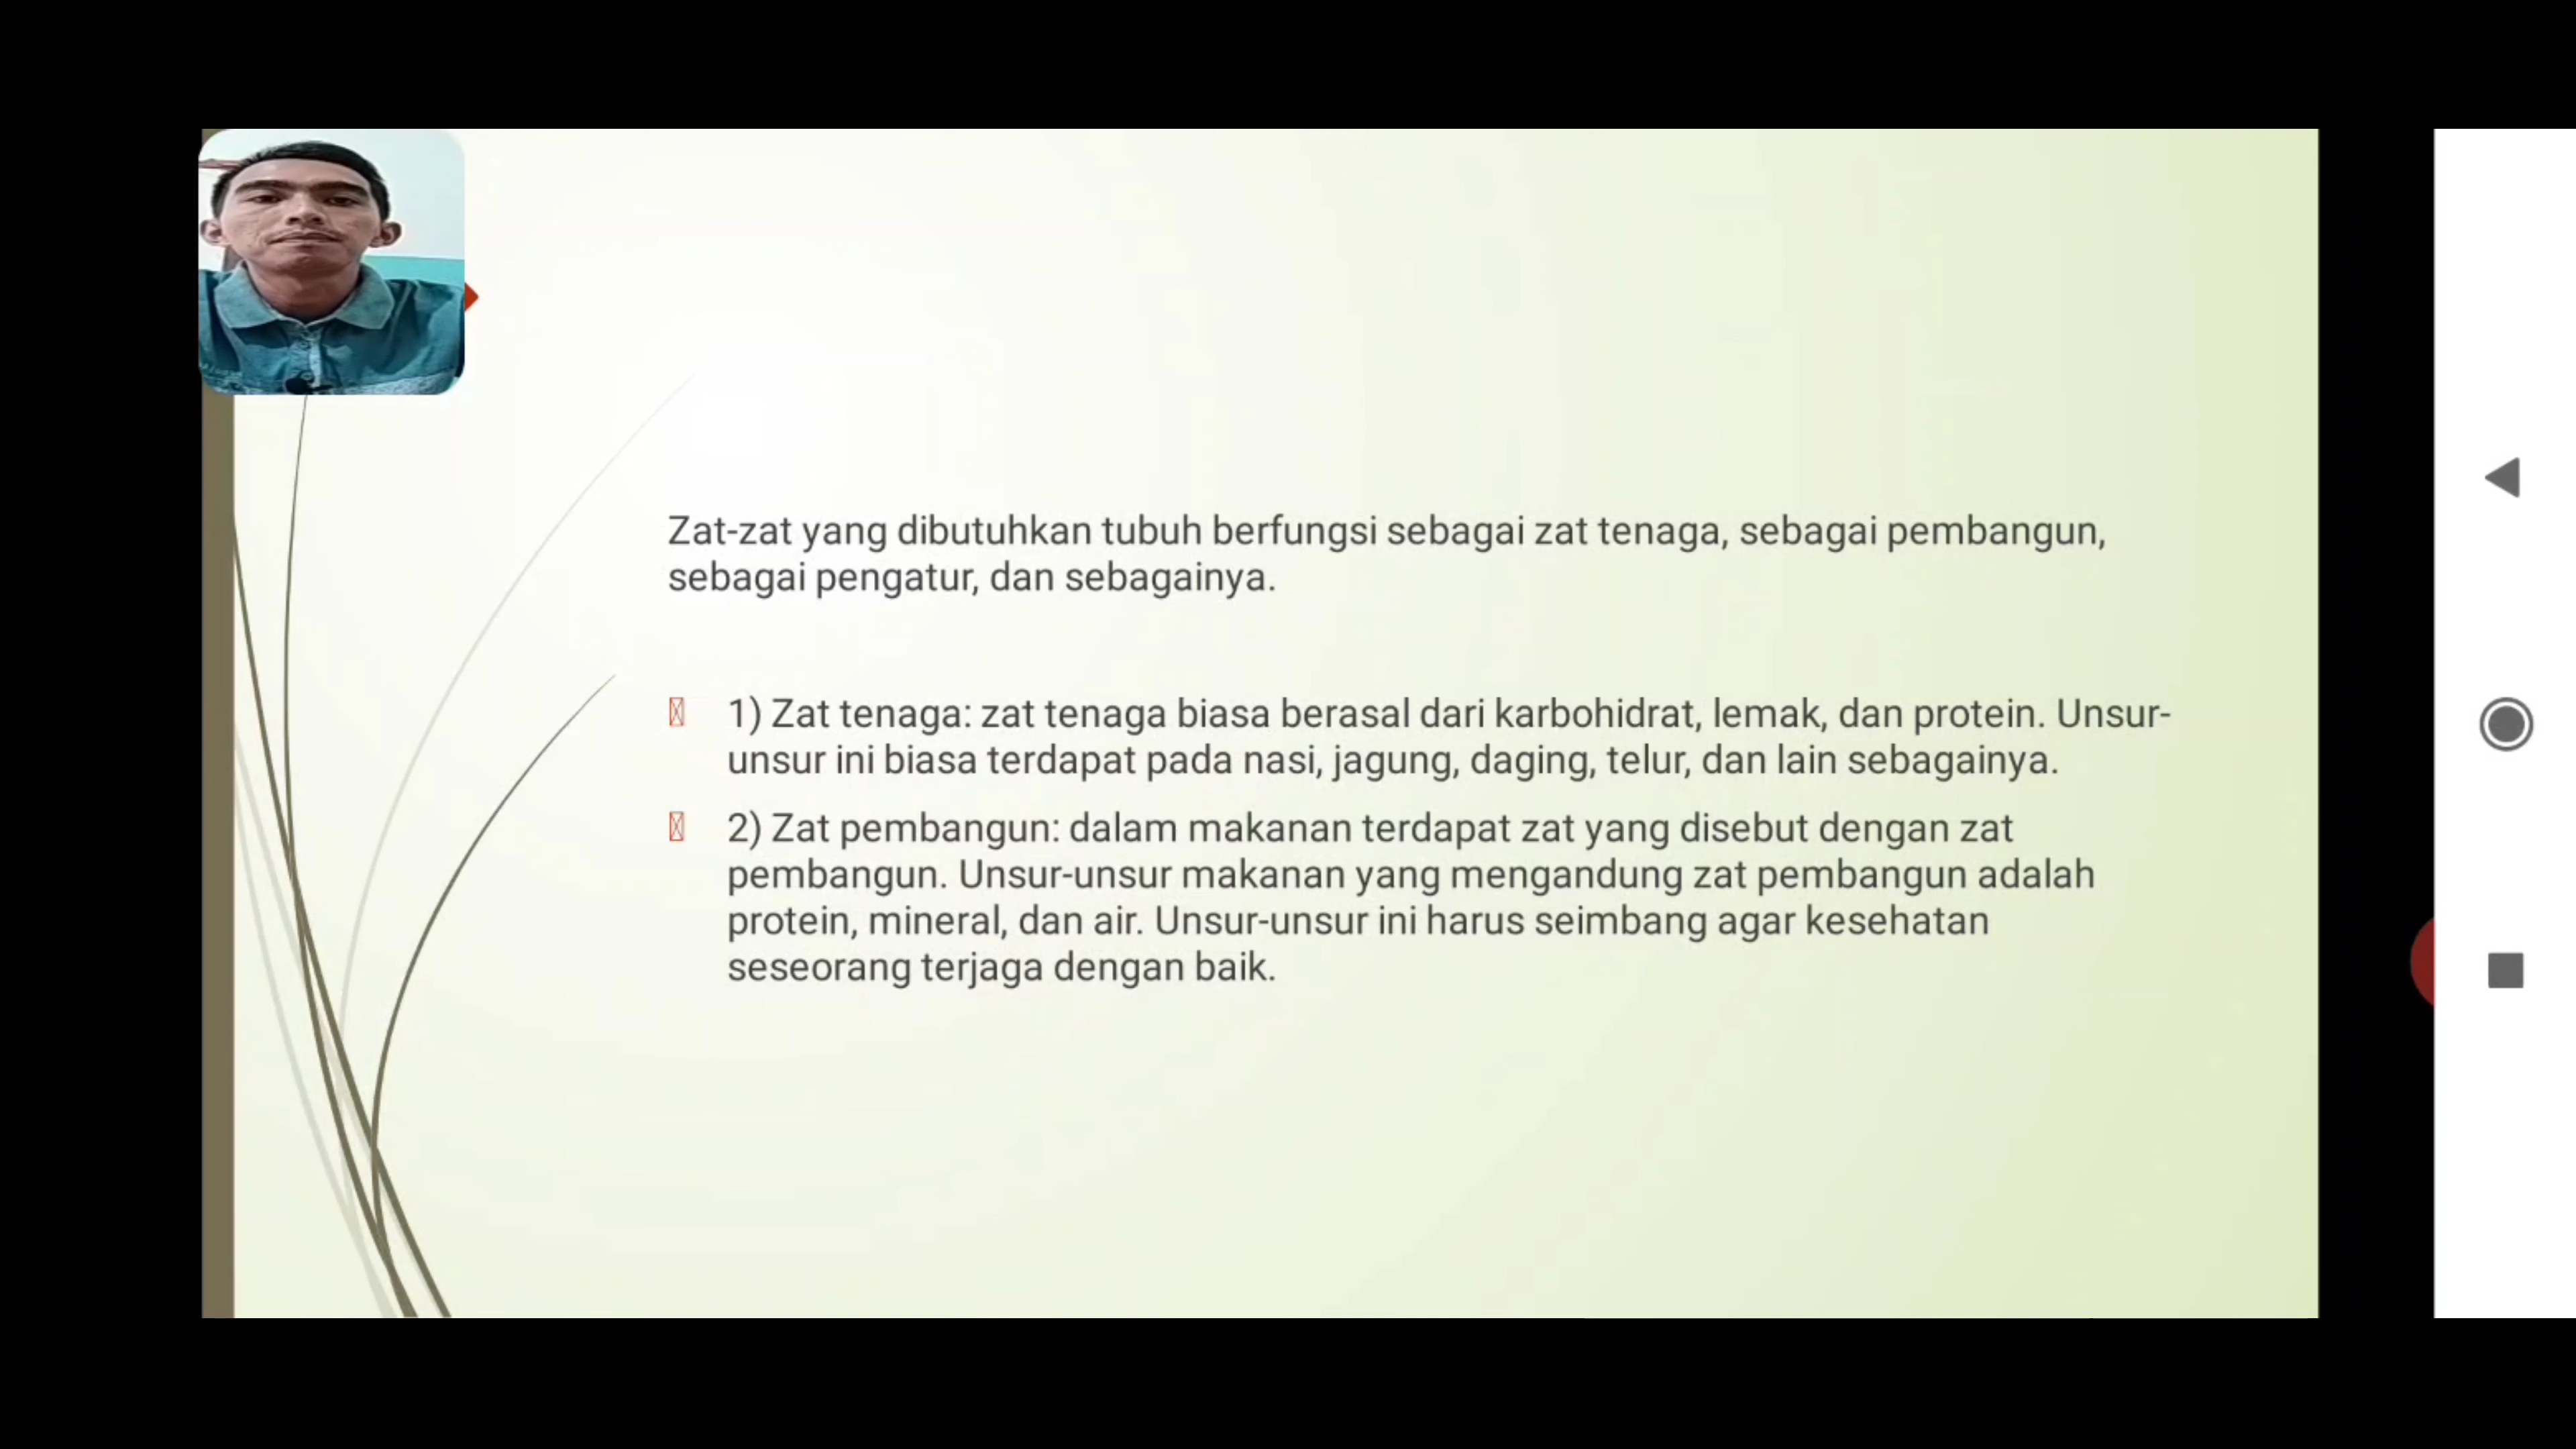 Zat-zat yang dibutuhkan tubuh berfungsi sebagai zat tenaga, sebagai pembangun,
sebagai pengatur, dan sebagainya.
1) Zat tenaga: zat tenaga biasa berasal dari karbohidrat, lemak, dan protein. Unsur-
unsur ini biasa terdapat pada nasi, jagung, daging, telur, dan lain sebagainya.
2) Zat pembangun: dalam makanan terdapat zat yang disebut dengan zat
pembangun. Unsur-unsur makanan yang mengandung zat pembangun adalah
protein, mineral, dan air. Unsur-unsur ini harus seimbang agar kesehatan
seseorang terjaga dengan baik.